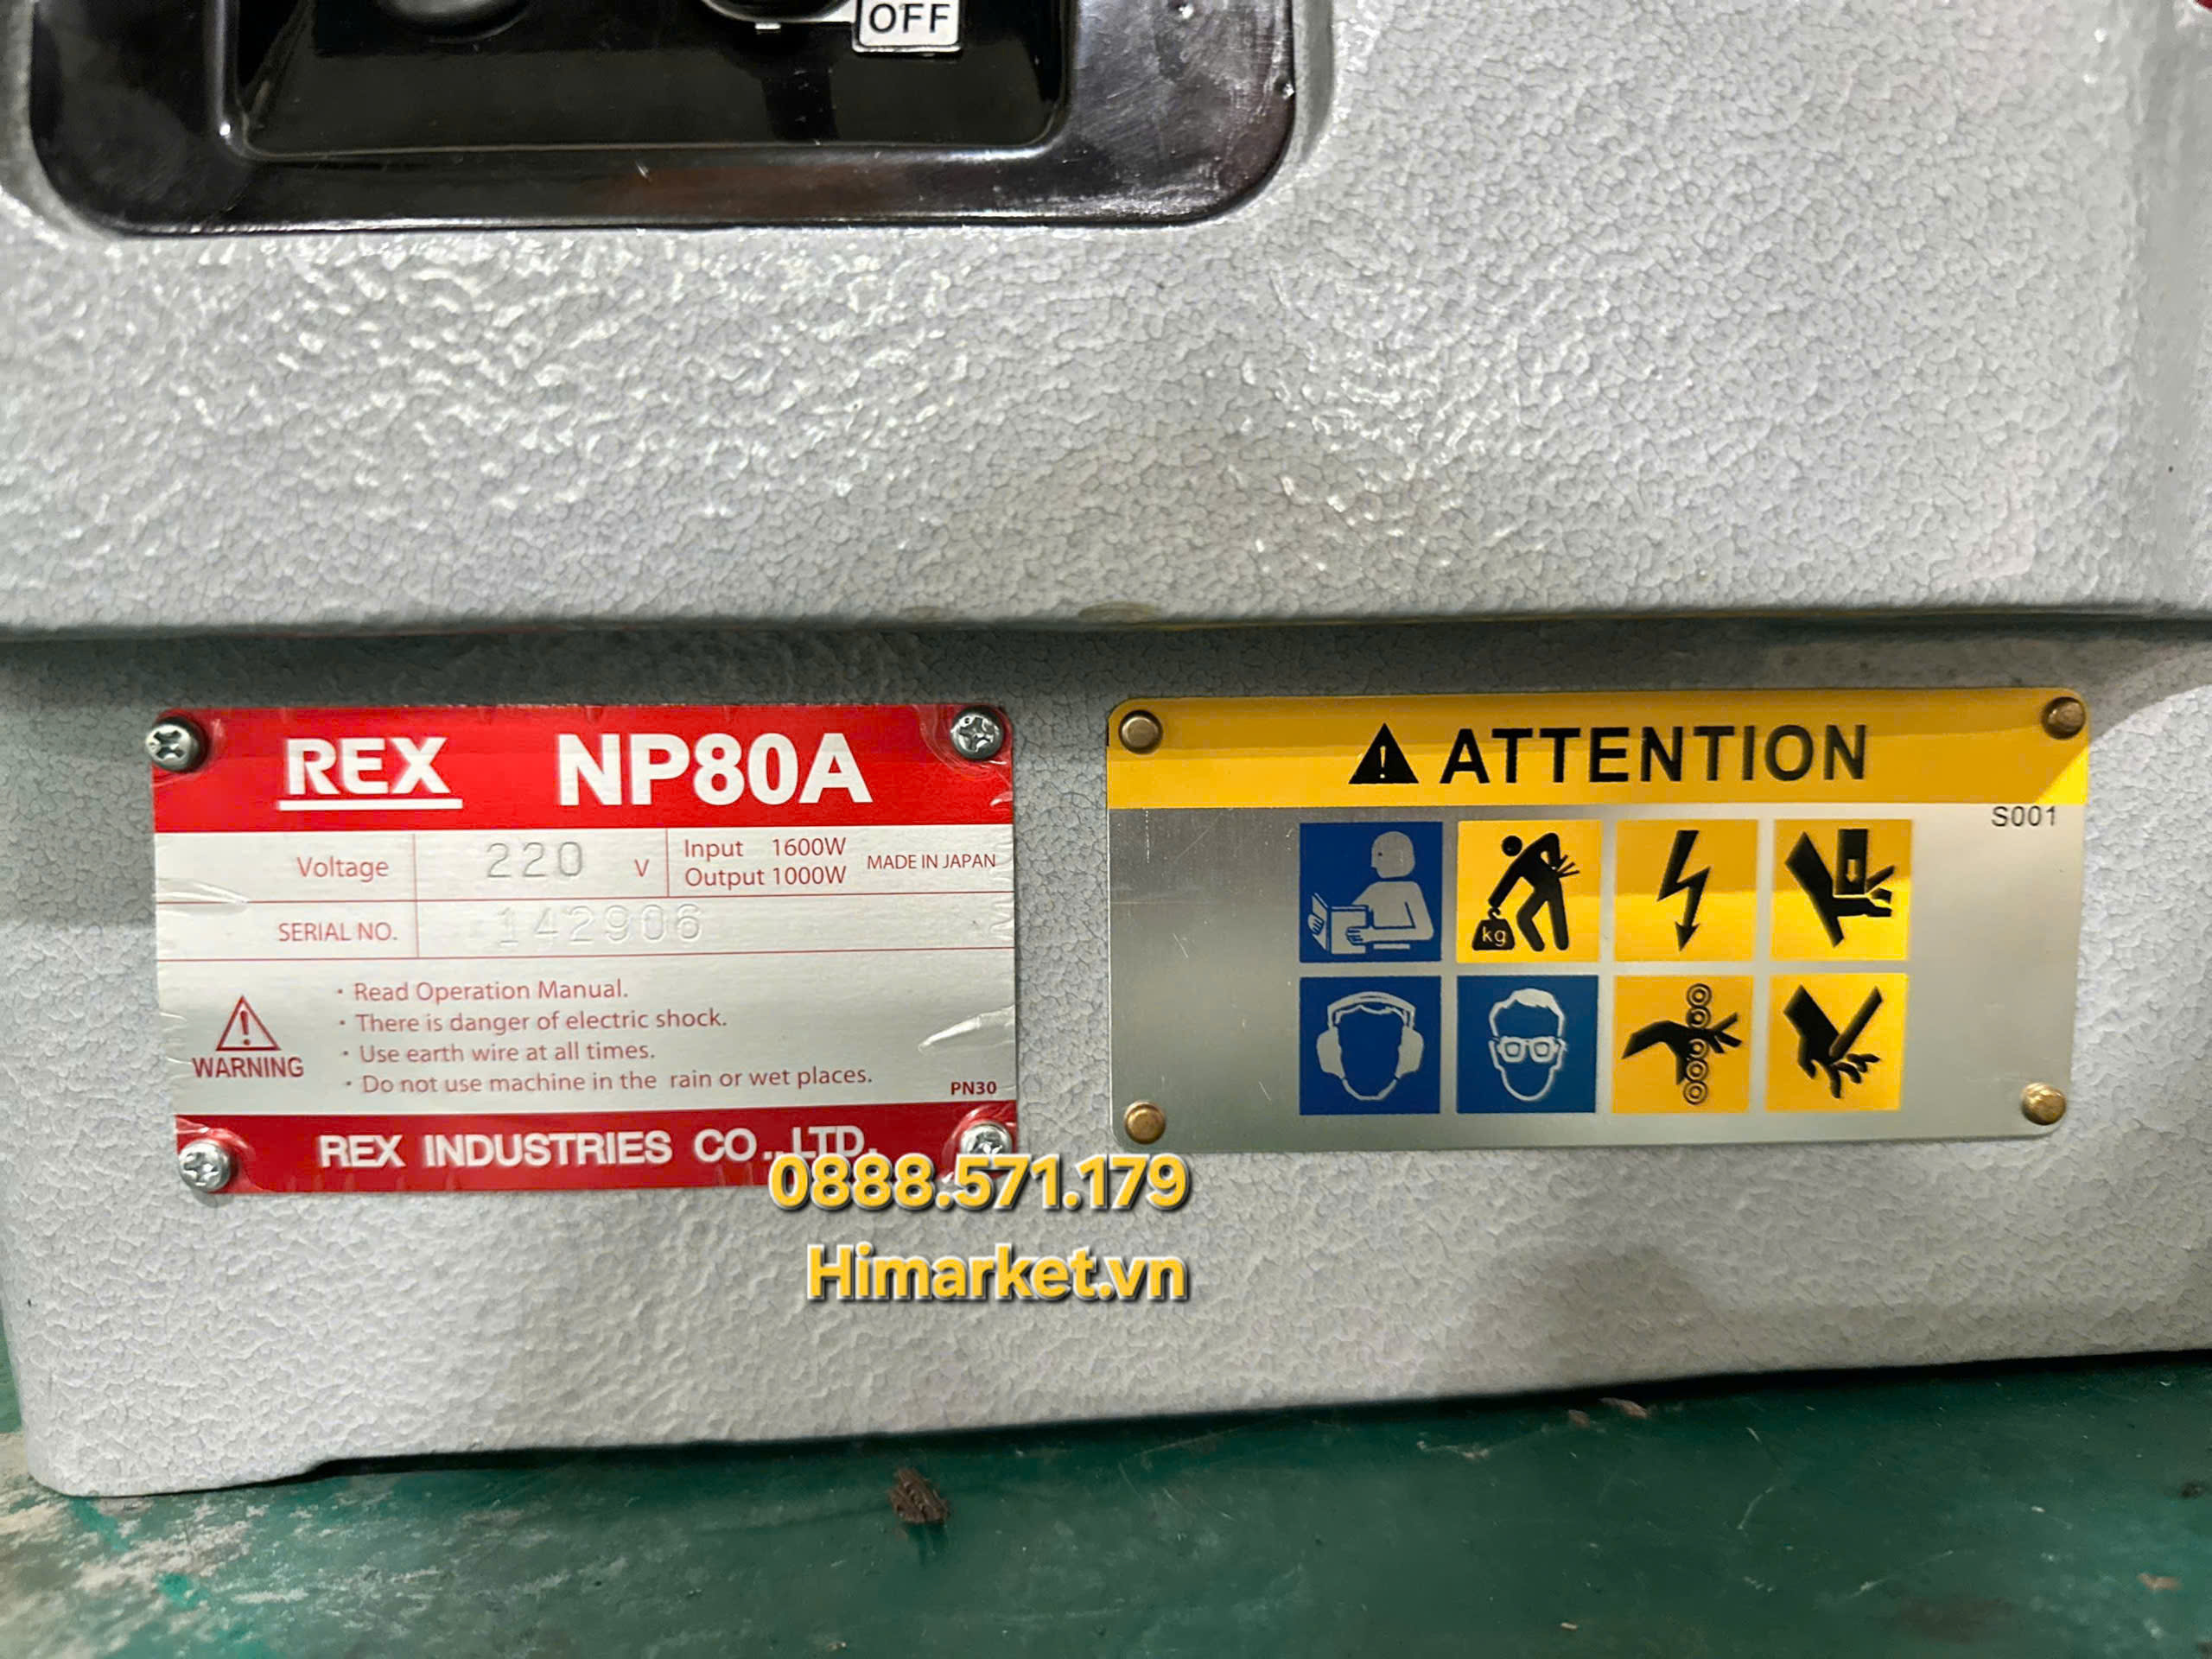 OFF
REX NP80A
Voltage 220 V Input 1600W MADE IN JAPAN
Output 1000W
SERIAL NO. 142906
· Read Operation Manual.
· There is danger of electric shock.
· Use earth wire at all times.
· Do not use machine in the rain or wet places.
WARNING
PN30
REX INDUSTRIES CO.,LTD.
ATTENTION
S001
kg
0888.571.179
Himarket.vn